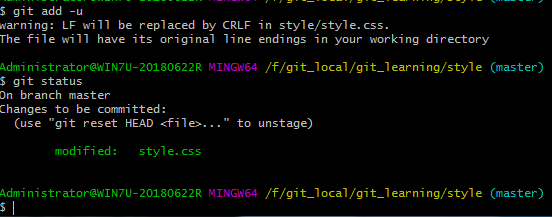 $ git add -u
warning: LF will be replaced by CRLF in style/style.css.
The file will have its original line endings in your working directory
Administrator@WIN7U-20180622R MINGW64 /f/git_local/git_learning/style (master)
$ git status
On branch master
Changes to be committed:
  (use "git reset HEAD <file>..." to unstage)
        modified:   style.css
Administrator@WIN7U-20180622R MINGW64 /f/git_local/git_learning/style (master)
$